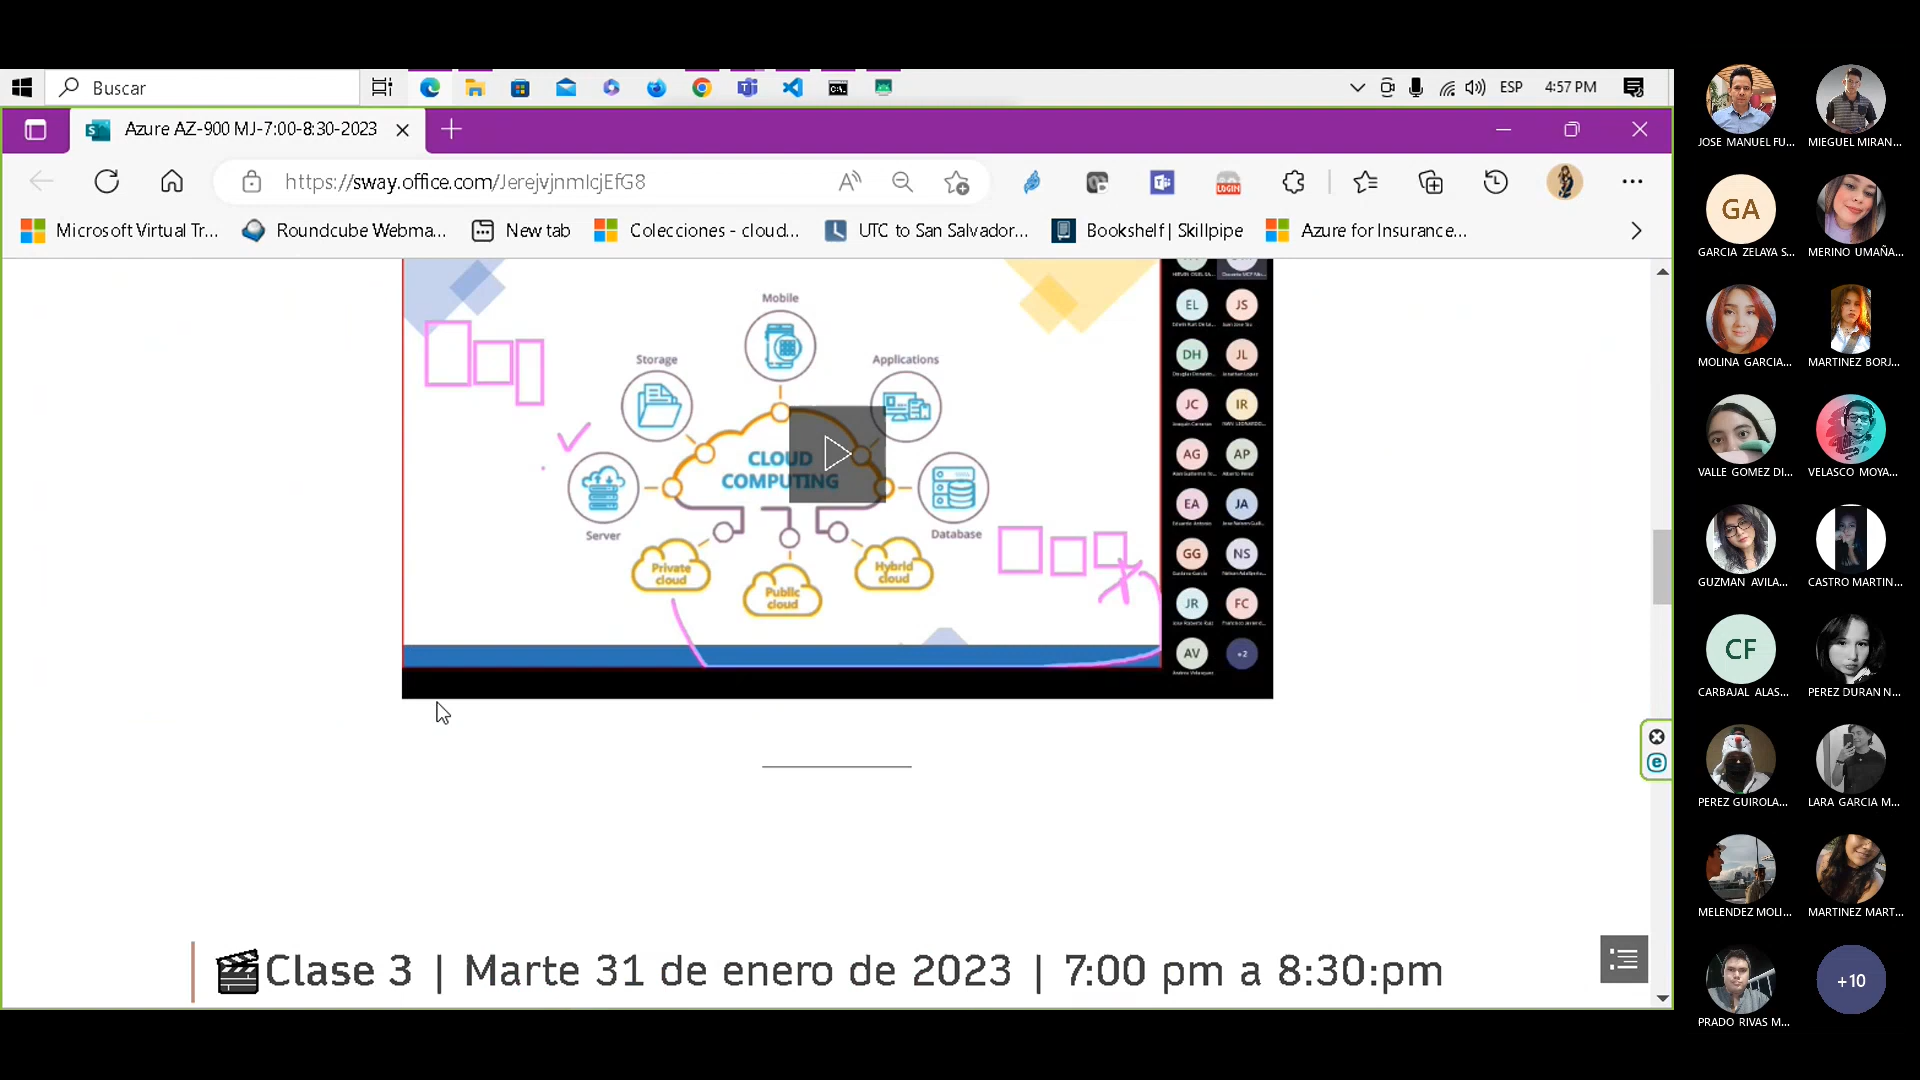 Buscar
ESP
4:57 PM
Azure AZ-900 MJ-7:00-8:30-2023
https://sway.office.com/JerejvjnmIcjEfG8
Microsoft Virtual Tr...
Roundcube Webma...
New tab
Colecciones - cloud...
UTC to San Salvador...
Bookshelf | Skillpipe
Azure for Insurance...
Mobile
Storage
Applications
CLOUD
COMPUTING
Server
Database
Private
cloud
Public
cloud
Hybrid
cloud
EL
JS
DH
JL
JC
IR
AG
AP
EA
JA
GG
NS
JR
FC
AV
+2
LOGIN
Clase 3 | Marte 31 de enero de 2023 | 7:00 pm a 8:30:pm
JOSE MANUEL FU...
MIEGUEL MIRAN...
GA
GARCIA ZELAYA S...
MERINO UMAÑA...
MOLINA GARCIA...
MARTINEZ BORJ...
VALLE GOMEZ DI...
VELASCO MOYA...
GUZMAN AVILA...
CASTRO MARTIN...
CF
CARBAJAL ALAS...
PEREZ DURAN N...
PEREZ GUIROLA...
LARA GARCIA M...
MELENDEZ MOLI...
MARTINEZ MART...
PRADO RIVAS M...
+10